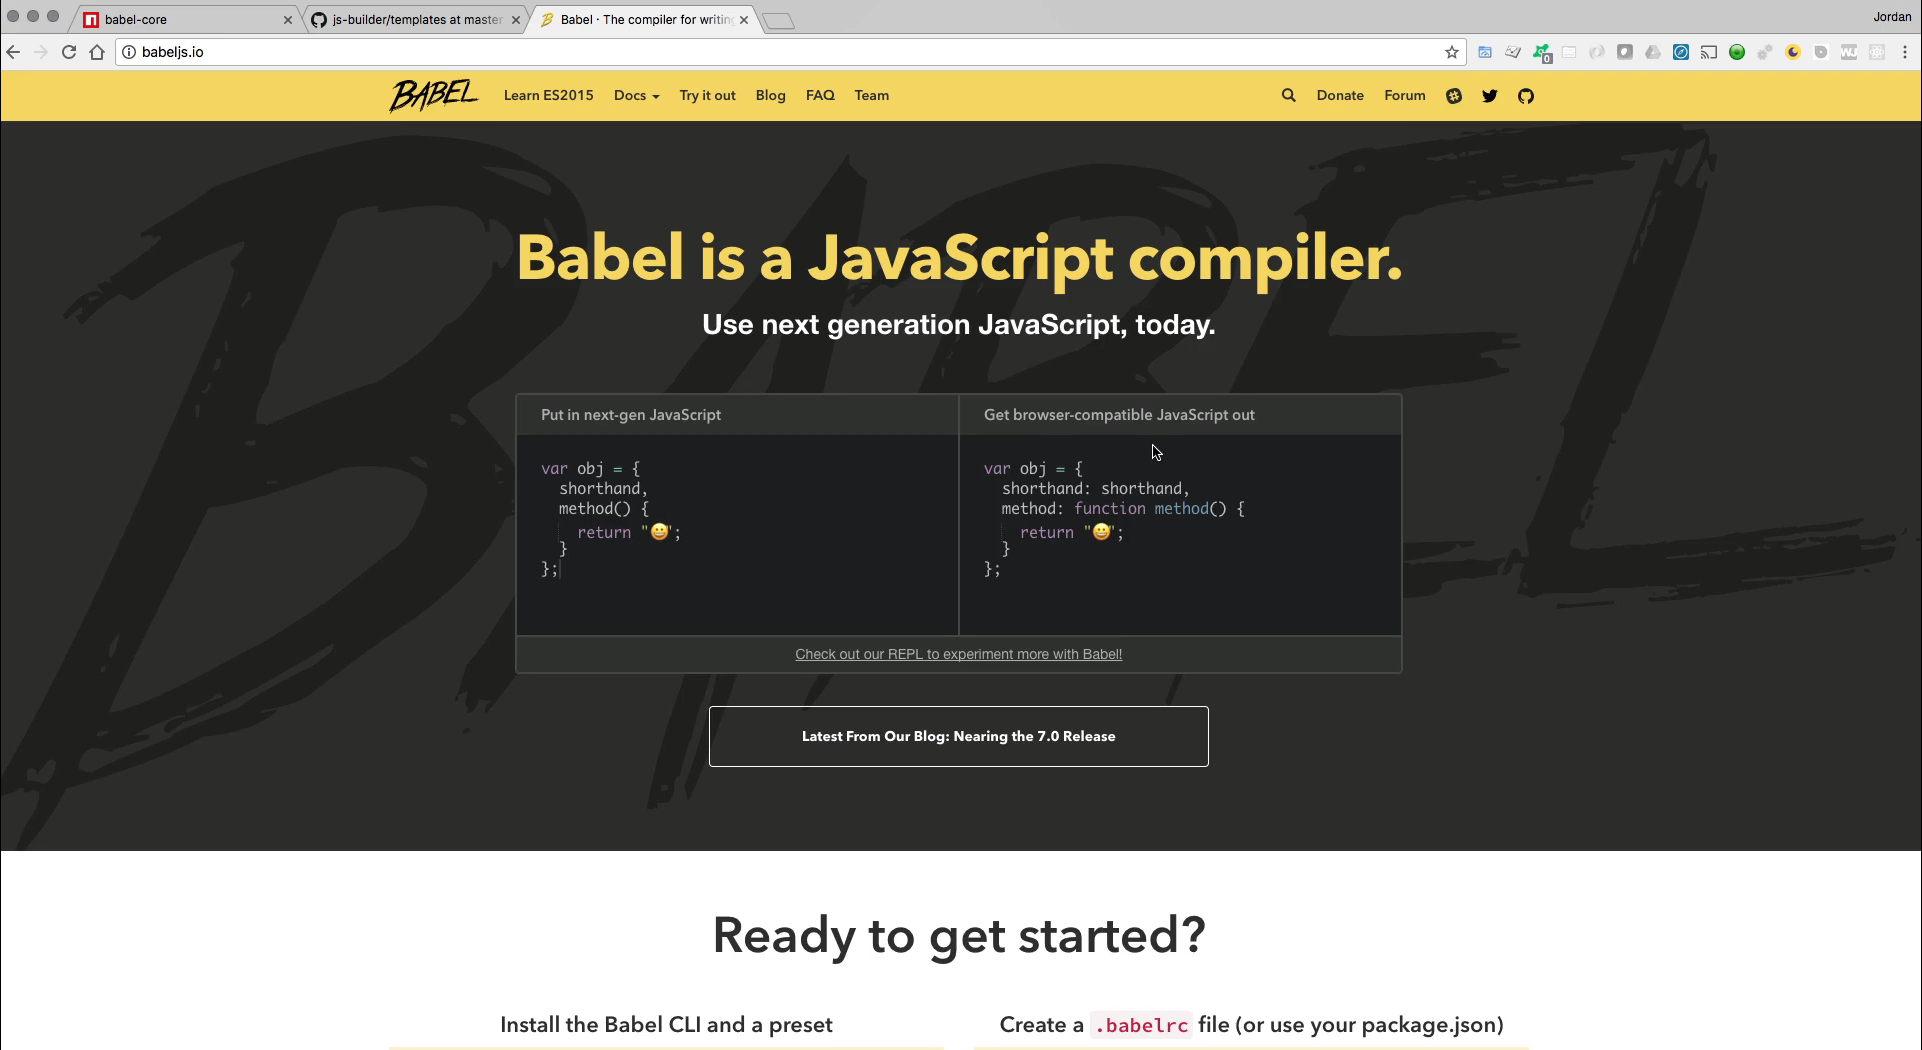 babel-core
js-builder/templates at master
Babel · The compiler for writing
Jordan
babeljs.io
0
BABEL
Learn ES2015
Docs
Try it out
Blog
FAQ
Team
Donate
Forum
Babel is a JavaScript compiler.
Use next generation JavaScript, today.
Put in next-gen JavaScript
var obj = {
shorthand,
method() {
return "😀";
}
};
Get browser-compatible JavaScript out
var obj = {
shorthand: shorthand,
method: function method() {
return "😀";
}
};
Check out our REPL to experiment more with Babel!
Latest From Our Blog: Nearing the 7.0 Release
Ready to get started?
Install the Babel CLI and a preset
Create a .babelrc file (or use your package.json)